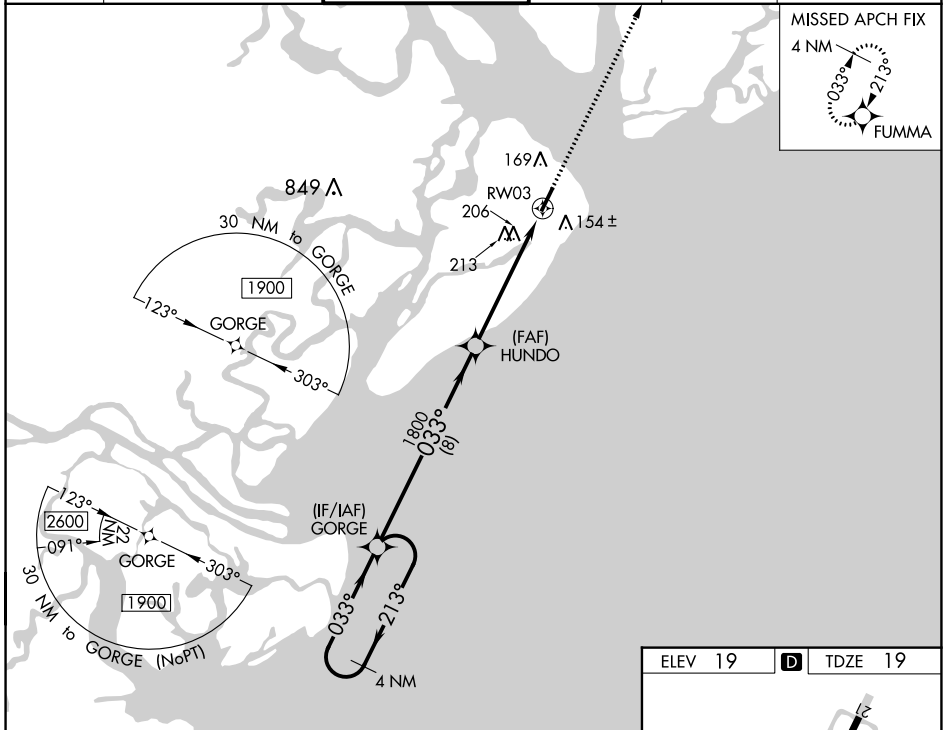 MISSED APCH FIX
4 NM
033°
213°
FUMMA
169
849
RW03
206
154 ±
213
30 NM to GORGE
1900
123°
GORGE
303°
(FAF)
HUNDO
1800
033°
(8)
(IF/IAF)
GORGE
123°
2600
22
NM
091°
GORGE
303°
1900
30 NM to GORGE (NoPT)
033°
213°
4 NM
ELEV 19 D TDZE 19
21